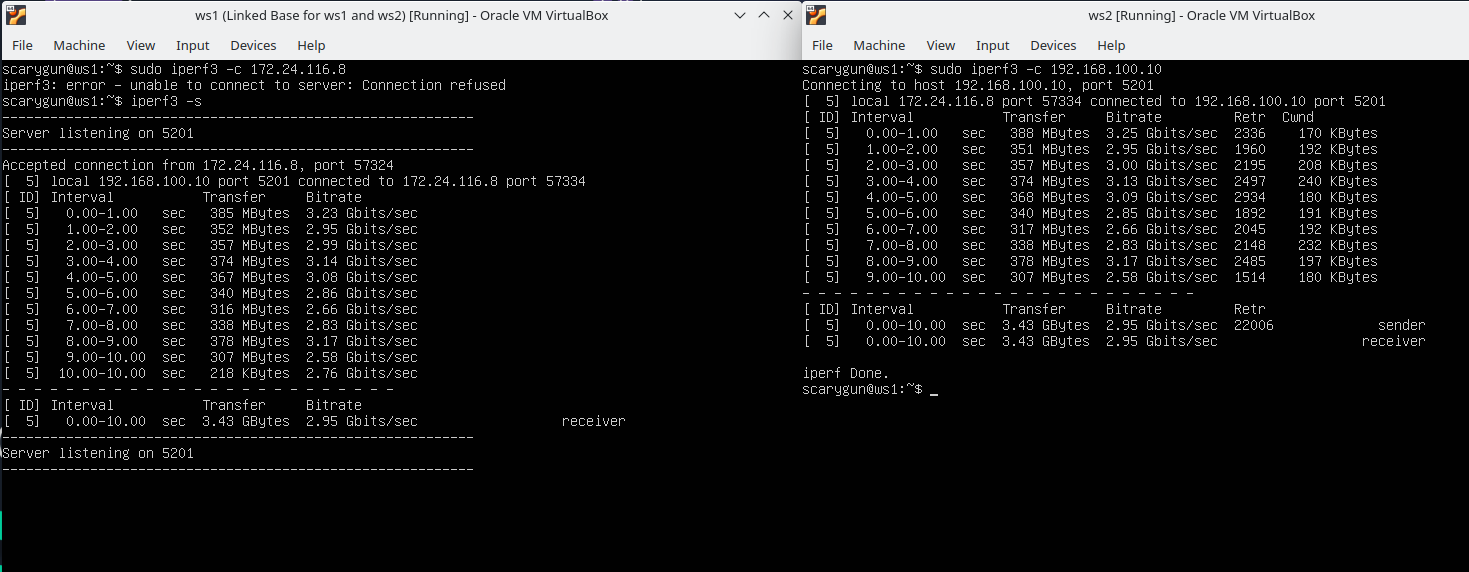 ws1 (Linked Base for ws1 and ws2) [Running] - Oracle VM VirtualBox
File Machine View Input Devices Help
scarygun@ws1:~$ sudo iperf3 -c 172.24.116.8
iperf3: error - unable to connect to server: Connection refused
scarygun@ws1:~$ iperf3 -s
-----------------------------------------------------------
Server listening on 5201
-----------------------------------------------------------
Accepted connection from 172.24.116.8, port 57324
[  5] local 192.168.100.10 port 5201 connected to 172.24.116.8 port 57334
[ ID] Interval           Transfer     Bitrate
[  5]   0.00-1.00   sec   385 MBytes  3.23 Gbits/sec
[  5]   1.00-2.00   sec   352 MBytes  2.95 Gbits/sec
[  5]   2.00-3.00   sec   357 MBytes  2.99 Gbits/sec
[  5]   3.00-4.00   sec   374 MBytes  3.14 Gbits/sec
[  5]   4.00-5.00   sec   367 MBytes  3.08 Gbits/sec
[  5]   5.00-6.00   sec   340 MBytes  2.86 Gbits/sec
[  5]   6.00-7.00   sec   316 MBytes  2.66 Gbits/sec
[  5]   7.00-8.00   sec   338 MBytes  2.83 Gbits/sec
[  5]   8.00-9.00   sec   378 MBytes  3.17 Gbits/sec
[  5]   9.00-10.00  sec   307 MBytes  2.58 Gbits/sec
[  5]  10.00-10.00  sec   218 KBytes  2.76 Gbits/sec
- - - - - - - - - - - - - - - - - - - - - - - - -
[ ID] Interval           Transfer     Bitrate
[  5]   0.00-10.00  sec  3.43 GBytes  2.95 Gbits/sec                  receiver
-----------------------------------------------------------
Server listening on 5201
-----------------------------------------------------------
ws2 [Running] - Oracle VM VirtualBox
File Machine View Input Devices Help
scarygun@ws1:~$ sudo iperf3 -c 192.168.100.10
Connecting to host 192.168.100.10, port 5201
[  5] local 172.24.116.8 port 57334 connected to 192.168.100.10 port 5201
[ ID] Interval           Transfer     Bitrate         Retr  Cwnd
[  5]   0.00-1.00   sec   388 MBytes  3.25 Gbits/sec  2336    170 KBytes
[  5]   1.00-2.00   sec   351 MBytes  2.95 Gbits/sec  1960    192 KBytes
[  5]   2.00-3.00   sec   357 MBytes  3.00 Gbits/sec  2195    208 KBytes
[  5]   3.00-4.00   sec   374 MBytes  3.13 Gbits/sec  2497    240 KBytes
[  5]   4.00-5.00   sec   368 MBytes  3.09 Gbits/sec  2934    180 KBytes
[  5]   5.00-6.00   sec   340 MBytes  2.85 Gbits/sec  1892    191 KBytes
[  5]   6.00-7.00   sec   317 MBytes  2.66 Gbits/sec  2045    192 KBytes
[  5]   7.00-8.00   sec   338 MBytes  2.83 Gbits/sec  2148    232 KBytes
[  5]   8.00-9.00   sec   378 MBytes  3.17 Gbits/sec  2485    197 KBytes
[  5]   9.00-10.00  sec   307 MBytes  2.58 Gbits/sec  1514    180 KBytes
- - - - - - - - - - - - - - - - - - - - - - - - -
[ ID] Interval           Transfer     Bitrate         Retr
[  5]   0.00-10.00  sec  3.43 GBytes  2.95 Gbits/sec  22006             sender
[  5]   0.00-10.00  sec  3.43 GBytes  2.95 Gbits/sec                  receiver
iperf Done.
scarygun@ws1:~$ _